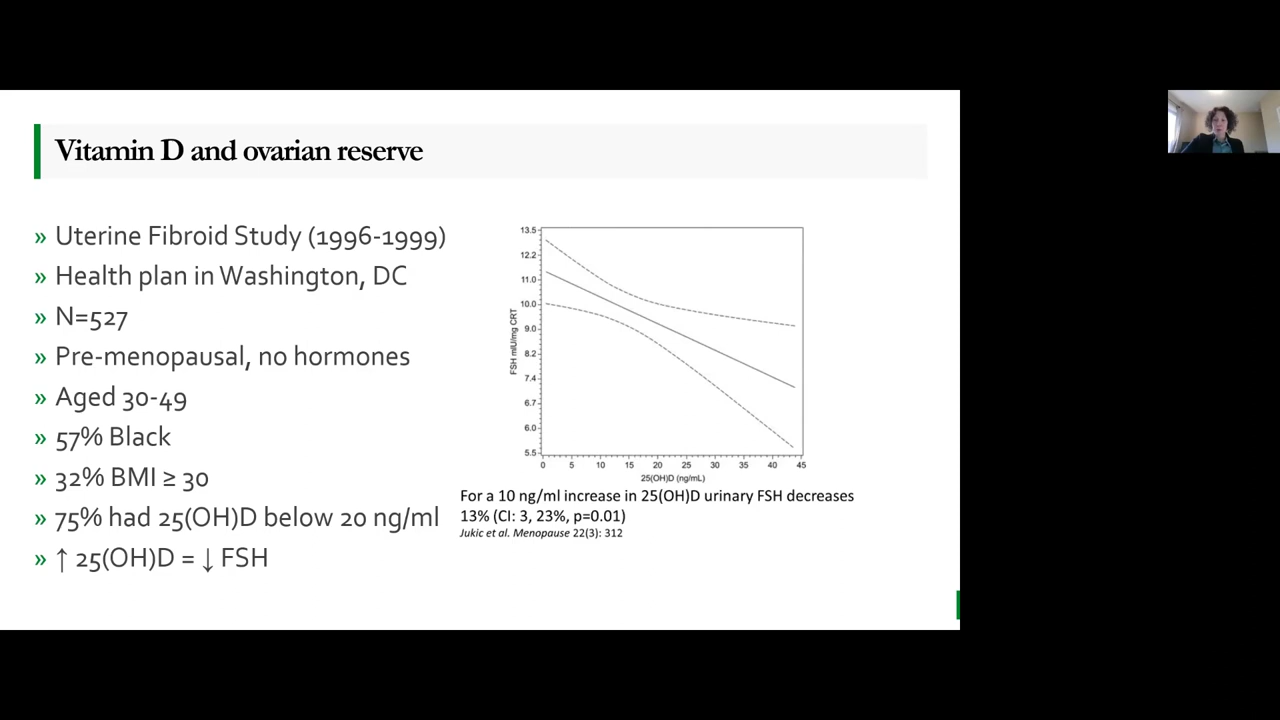 Vitamin D and ovarian reserve
» Uterine Fibroid Study (1996-1999)
» Health plan in Washington, DC
» N=527
» Pre-menopausal, no hormones
» Aged 30-49
» 57% Black
» 32% BMI ≥ 30
» 75% had 25(OH)D below 20 ng/ml
» ↑ 25(OH)D = ↓ FSH
FSH mIU/mg CRT
13.5
12.2
11.0
10.0
9.0
8.2
7.4
6.7
6.0
5.5
0 5 10 15 20 25 30 35 40 45
25(OH)D (ng/mL)
For a 10 ng/ml increase in 25(OH)D urinary FSH decreases
13% (CI: 3, 23%, p=0.01)
Jukic et al. Menopause 22(3): 312